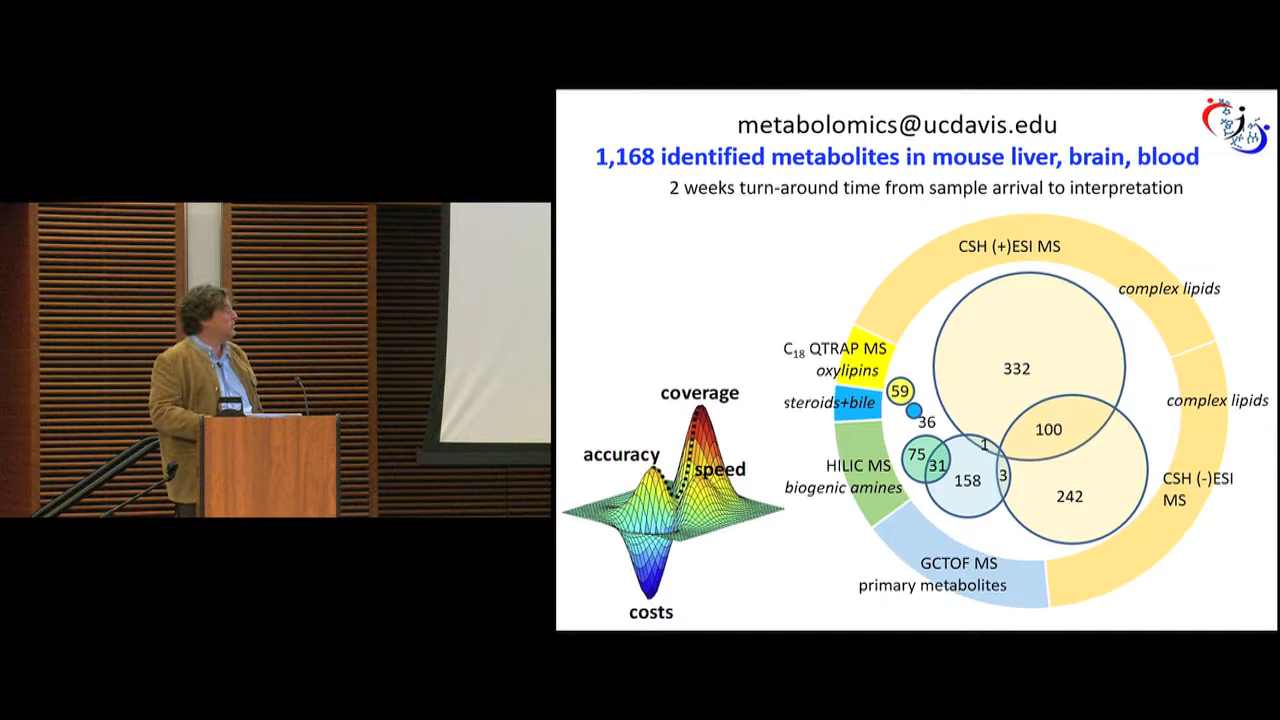 metabolomics@ucdavis.edu
1,168 identified metabolites in mouse liver, brain, blood
2 weeks turn-around time from sample arrival to interpretation
CSH (+)ESI MS
complex lipids
C18 QTRAP MS
oxylipins
59
steroids+bile
36
332
100
complex lipids
1
HILIC MS
biogenic amines
75
31
158
3
242
CSH (-)ESI
MS
GCTOF MS
primary metabolites
coverage
accuracy
speed
costs